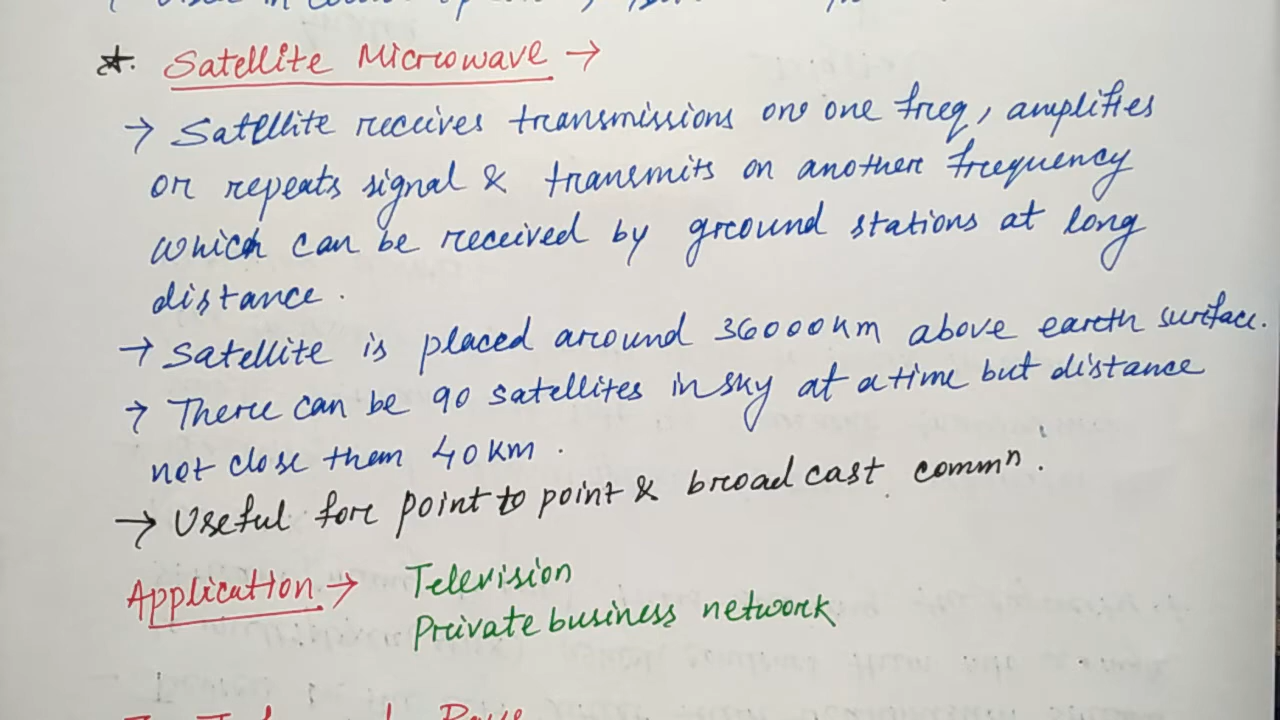 *. Satellite Microwave →
→ Satellite receives transmissions on one freq, amplifies
or repeats signal & transmits on another frequency
which can be received by ground stations at long
distance.
→ Satellite is placed around 36000km above earth surface.
→ There can be 90 satellites in sky at a time but distance
not close them 40 km.
→ Useful for point to point & broadcast commⁿ.
Application → Television
Private business network